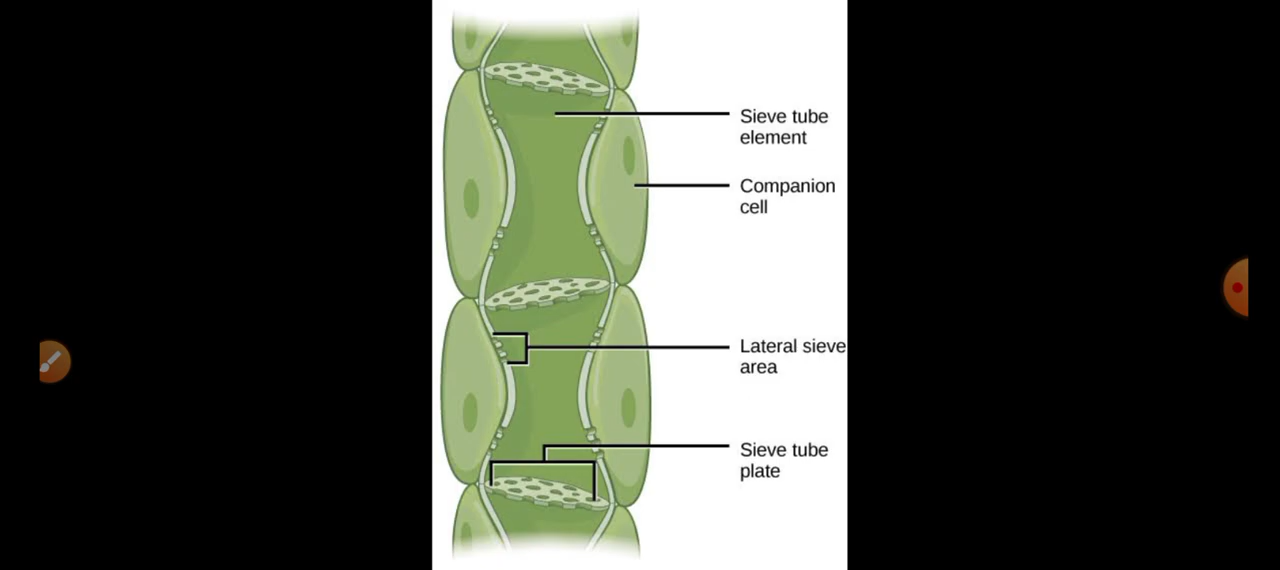 Sieve tube
element
Companion
cell
Lateral sieve
area
Sieve tube
plate